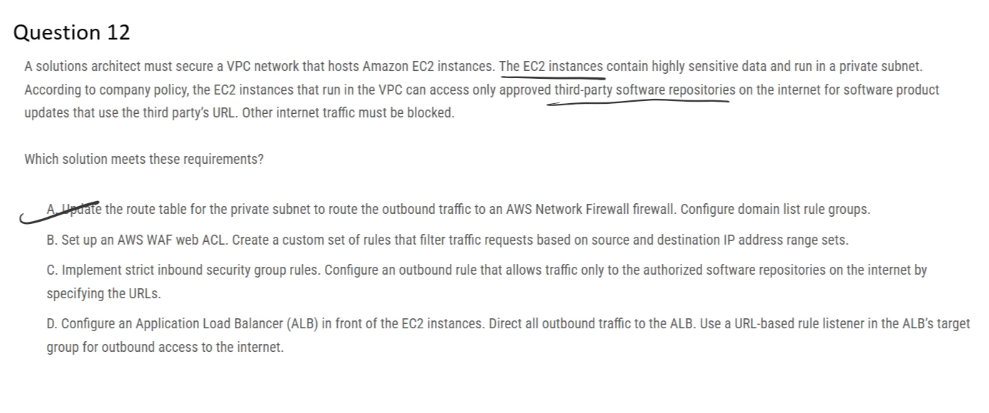 Question 12
A solutions architect must secure a VPC network that hosts Amazon EC2 instances. The EC2 instances contain highly sensitive data and run in a private subnet.
According to company policy, the EC2 instances that run in the VPC can access only approved third-party software repositories on the internet for software product
updates that use the third party's URL. Other internet traffic must be blocked.
Which solution meets these requirements?
A. Update the route table for the private subnet to route the outbound traffic to an AWS Network Firewall firewall. Configure domain list rule groups.
B. Set up an AWS WAF web ACL. Create a custom set of rules that filter traffic requests based on source and destination IP address range sets.
C. Implement strict inbound security group rules. Configure an outbound rule that allows traffic only to the authorized software repositories on the internet by
specifying the URLs.
D. Configure an Application Load Balancer (ALB) in front of the EC2 instances. Direct all outbound traffic to the ALB. Use a URL-based rule listener in the ALB's target
group for outbound access to the internet.